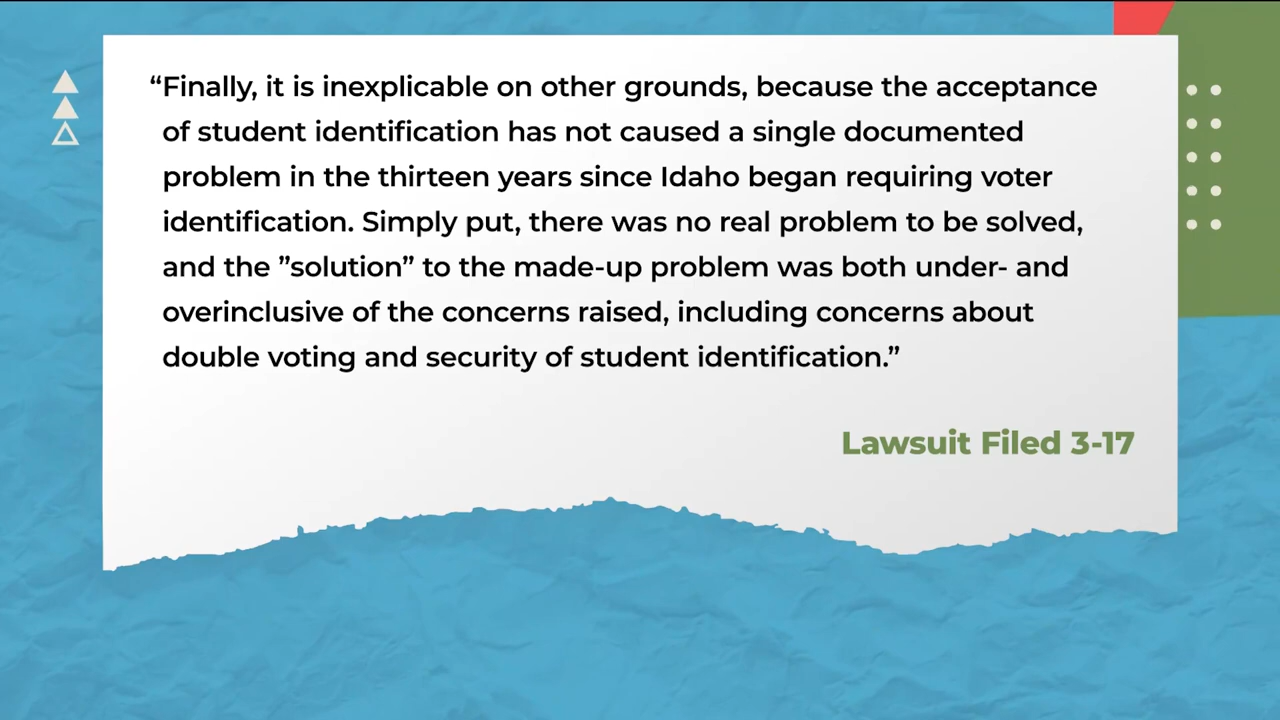 “Finally, it is inexplicable on other grounds, because the acceptance
of student identification has not caused a single documented
problem in the thirteen years since Idaho began requiring voter
identification. Simply put, there was no real problem to be solved,
and the ”solution” to the made-up problem was both under- and
overinclusive of the concerns raised, including concerns about
double voting and security of student identification.”
Lawsuit Filed 3-17